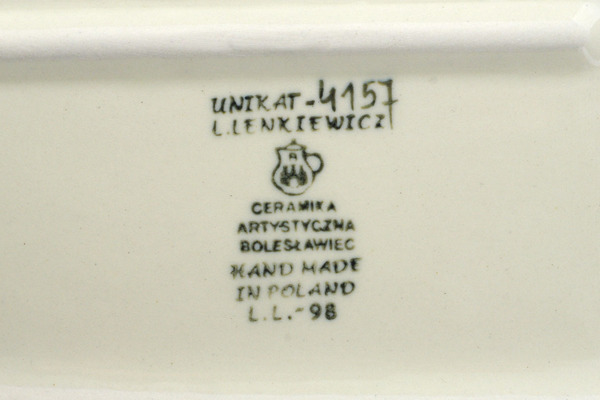 UNIKAT-4157
L.LENKIEWICZ
CERAMIKA
ARTYSTYCZNA
BOLESŁAWIEC
HAND MADE
IN POLAND
L.L.-98